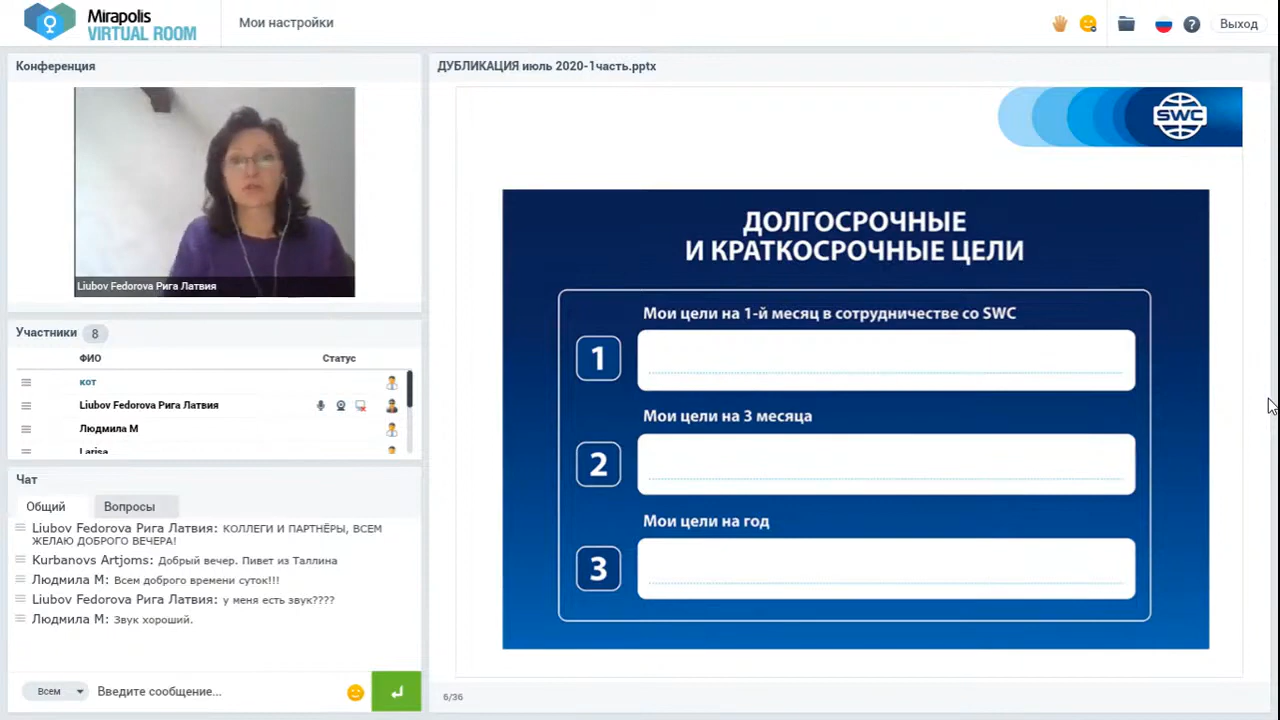 Mirapolis
VIRTUAL ROOM
Мои настройки
?
Выход
Конференция
Liubov Fedorova Рига Латвия
Участники 8
ФИО Статус
кот
Liubov Fedorova Рига Латвия
Людмила М
Larisa
Чат
Общий Вопросы
Liubov Fedorova Рига Латвия: КОЛЛЕГИ И ПАРТНЁРЫ, ВСЕМ
ЖЕЛАЮ ДОБРОГО ВЕЧЕРА!
Kurbanovs Artjoms: Добрый вечер. Пивет из Таллина
Людмила М: Всем доброго времени суток!!!
Liubov Fedorova Рига Латвия: у меня есть звук????
Людмила М: Звук хороший.
Всем Введите сообщение...
ДУБЛИКАЦИЯ июль 2020-1часть.pptx
SWC
ДОЛГОСРОЧНЫЕ
И КРАТКОСРОЧНЫЕ ЦЕЛИ
Мои цели на 1-й месяц в сотрудничестве со SWC
1
Мои цели на 3 месяца
2
Мои цели на год
3
6/36